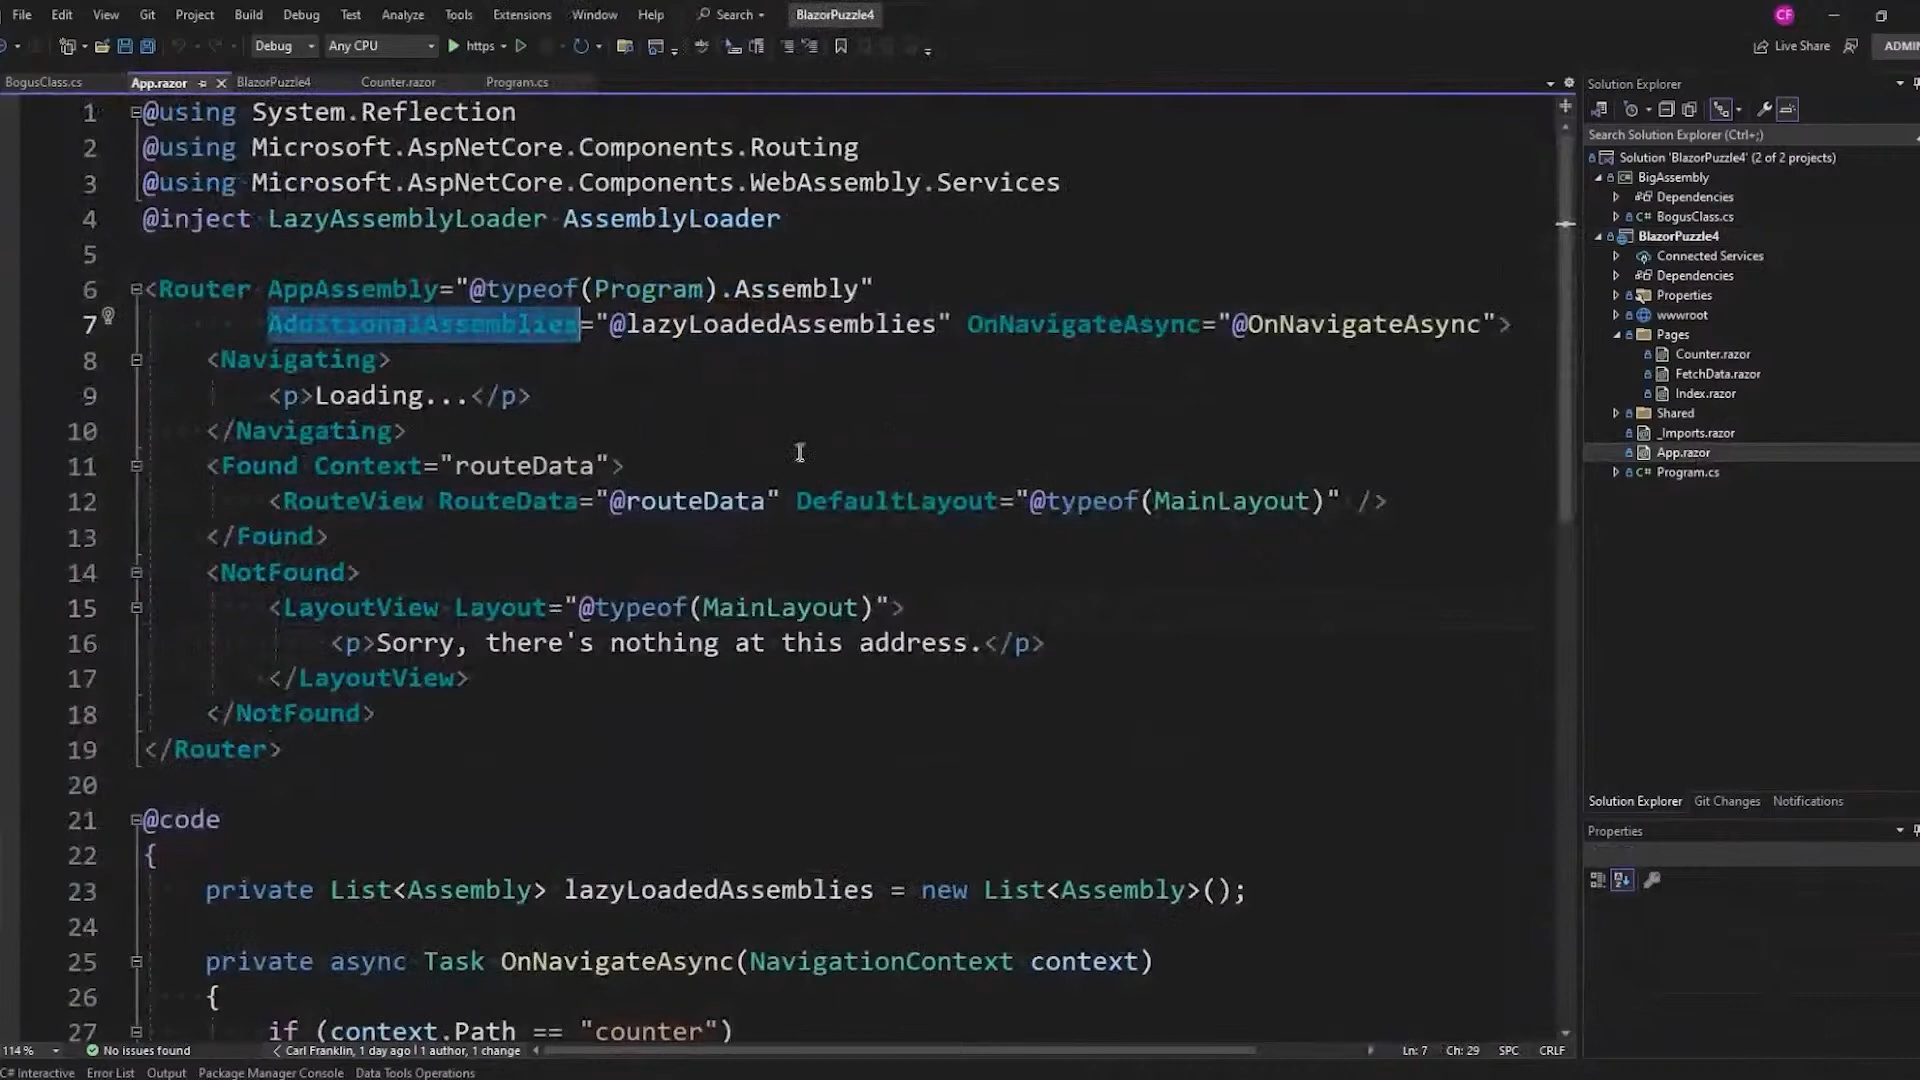 File Edit View Git Project Build Debug Test Analyze Tools Extensions Window Help Search BlazorPuzzle4 CF
Debug Any CPU https Live Share ADMIN
BogusClass.cs App.razor BlazorPuzzle4 Counter.razor Program.cs
1 @using System.Reflection
2 @using Microsoft.AspNetCore.Components.Routing
3 @using Microsoft.AspNetCore.Components.WebAssembly.Services
4 @inject LazyAssemblyLoader AssemblyLoader
5
6 <Router AppAssembly="@typeof(Program).Assembly"
7 AdditionalAssemblies="@lazyLoadedAssemblies" OnNavigateAsync="@OnNavigateAsync">
8 <Navigating>
9 <p>Loading...</p>
10 </Navigating>
11 <Found Context="routeData">
12 <RouteView RouteData="@routeData" DefaultLayout="@typeof(MainLayout)" />
13 </Found>
14 <NotFound>
15 <LayoutView Layout="@typeof(MainLayout)">
16 <p>Sorry, there's nothing at this address.</p>
17 </LayoutView>
18 </NotFound>
19 </Router>
20
21 @code
22 {
23 private List<Assembly> lazyLoadedAssemblies = new List<Assembly>();
24
25 private async Task OnNavigateAsync(NavigationContext context)
26 {
27 if (context.Path == "counter")
114 % No issues found Carl Franklin, 1 day ago | 1 author, 1 change Ln: 7 Ch: 29 SPC CRLF
C# Interactive Error List Output Package Manager Console Data Tools Operations
Solution Explorer
Search Solution Explorer (Ctrl+;)
Solution 'BlazorPuzzle4' (2 of 2 projects)
BigAssembly
Dependencies
C# BogusClass.cs
BlazorPuzzle4
Connected Services
Dependencies
Properties
wwwroot
Pages
Counter.razor
FetchData.razor
Index.razor
Shared
_Imports.razor
App.razor
C# Program.cs
Solution Explorer Git Changes Notifications
Properties